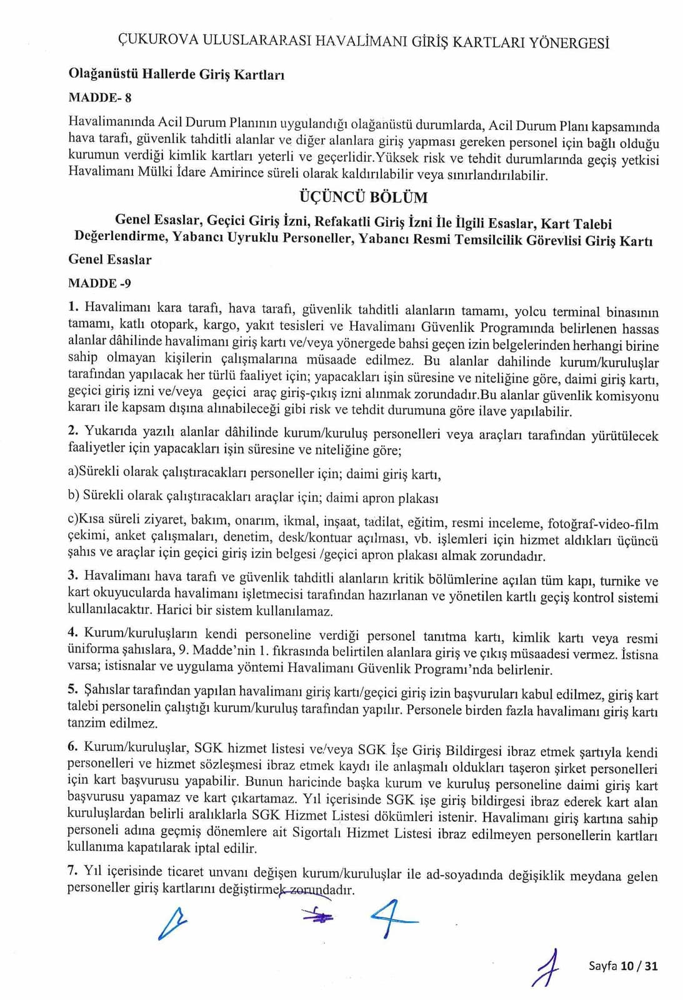 ÇUKUROVA ULUSLARARASI HAVALİMANI GİRİŞ KARTLARI YÖNERGESİ
Olağanüstü Hallerde Giriş Kartları
MADDE- 8
Havalimanında Acil Durum Planının uygulandığı olağanüstü durumlarda, Acil Durum Planı kapsamında
hava tarafı, güvenlik tahditli alanlar ve diğer alanlara giriş yapması gereken personel için bağlı olduğu
kurumun verdiği kimlik kartları yeterli ve geçerlidir.Yüksek risk ve tehdit durumlarında geçiş yetkisi
Havalimanı Mülki İdare Amirince süreli olarak kaldırılabilir veya sınırlandırılabilir.
ÜÇÜNCÜ BÖLÜM
Genel Esaslar, Geçici Giriş İzni, Refakatli Giriş İzni İle İlgili Esaslar, Kart Talebi
Değerlendirme, Yabancı Uyruklu Personeller, Yabancı Resmi Temsilcilik Görevlisi Giriş Kartı
Genel Esaslar
MADDE -9
1. Havalimanı kara tarafı, hava tarafı, güvenlik tahditli alanların tamamı, yolcu terminal binasının
tamamı, katlı otopark, kargo, yakıt tesisleri ve Havalimanı Güvenlik Programında belirlenen hassas
alanlar dâhilinde havalimanı giriş kartı ve/veya yönergede bahsi geçen izin belgelerinden herhangi birine
sahip olmayan kişilerin çalışmalarına müsaade edilmez. Bu alanlar dahilinde kurum/kuruluşlar
tarafından yapılacak her türlü faaliyet için; yapacakları işin süresine ve niteliğine göre, daimi giriş kartı,
geçici giriş izni ve/veya geçici araç giriş-çıkış izni alınmak zorundadır.Bu alanlar güvenlik komisyonu
kararı ile kapsam dışına alınabileceği gibi risk ve tehdit durumuna göre ilave yapılabilir.
2. Yukarıda yazılı alanlar dâhilinde kurum/kuruluş personelleri veya araçları tarafından yürütülecek
faaliyetler için yapacakları işin süresine ve niteliğine göre;
a)Sürekli olarak çalıştıracakları personeller için; daimi giriş kartı,
b) Sürekli olarak çalıştıracakları araçlar için; daimi apron plakası
c)Kısa süreli ziyaret, bakım, onarım, ikmal, inşaat, tadilat, eğitim, resmi inceleme, fotoğraf-video-film
çekimi, anket çalışmaları, denetim, desk/kontuar açılması, vb. işlemleri için hizmet aldıkları üçüncü
şahıs ve araçlar için geçici giriş izin belgesi /geçici apron plakası almak zorundadır.
3. Havalimanı hava tarafı ve güvenlik tahditli alanların kritik bölümlerine açılan tüm kapı, turnike ve
kart okuyucularda havalimanı işletmecisi tarafından hazırlanan ve yönetilen kartlı geçiş kontrol sistemi
kullanılacaktır. Harici bir sistem kullanılamaz.
4. Kurum/kuruluşların kendi personeline verdiği personel tanıtma kartı, kimlik kartı veya resmi
üniforma şahıslara, 9. Madde’nin 1. fıkrasında belirtilen alanlara giriş ve çıkış müsaadesi vermez. İstisna
varsa; istisnalar ve uygulama yöntemi Havalimanı Güvenlik Programı’nda belirlenir.
5. Şahıslar tarafından yapılan havalimanı giriş kartı/geçici giriş izin başvuruları kabul edilmez, giriş kart
talebi personelin çalıştığı kurum/kuruluş tarafından yapılır. Personele birden fazla havalimanı giriş kartı
tanzim edilmez.
6. Kurum/kuruluşlar, SGK hizmet listesi ve/veya SGK İşe Giriş Bildirgesi ibraz etmek şartıyla kendi
personelleri ve hizmet sözleşmesi ibraz etmek kaydı ile anlaşmalı oldukları taşeron şirket personelleri
için kart başvurusu yapabilir. Bunun haricinde başka kurum ve kuruluş personeline daimi giriş kart
başvurusu yapamaz ve kart çıkartamaz. Yıl içerisinde SGK işe giriş bildirgesi ibraz ederek kart alan
kuruluşlardan belirli aralıklarla SGK Hizmet Listesi dökümleri istenir. Havalimanı giriş kartına sahip
personeli adına geçmiş dönemlere ait Sigortalı Hizmet Listesi ibraz edilmeyen personellerin kartları
kullanıma kapatılarak iptal edilir.
7. Yıl içerisinde ticaret unvanı değişen kurum/kuruluşlar ile ad-soyadında değişiklik meydana gelen
personeller giriş kartlarını değiştirmek zorundadır.
Sayfa 10 / 31